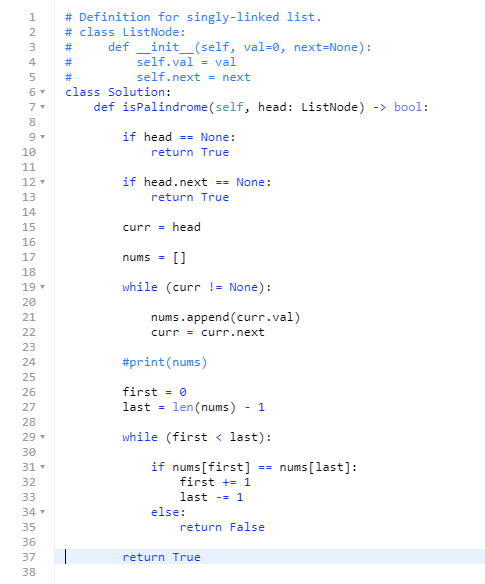 1 # Definition for singly-linked list.
2 # class ListNode:
3 #     def __init__(self, val=0, next=None):
4 #         self.val = val
5 #         self.next = next
6 class Solution:
7     def isPalindrome(self, head: ListNode) -> bool:
8
9         if head == None:
10             return True
11
12         if head.next == None:
13             return True
14
15         curr = head
16
17         nums = []
18
19         while (curr != None):
20
21             nums.append(curr.val)
22             curr = curr.next
23
24         #print(nums)
25
26         first = 0
27         last = len(nums) - 1
28
29         while (first < last):
30
31             if nums[first] == nums[last]:
32                 first += 1
33                 last -= 1
34             else:
35                 return False
36
37         return True
38